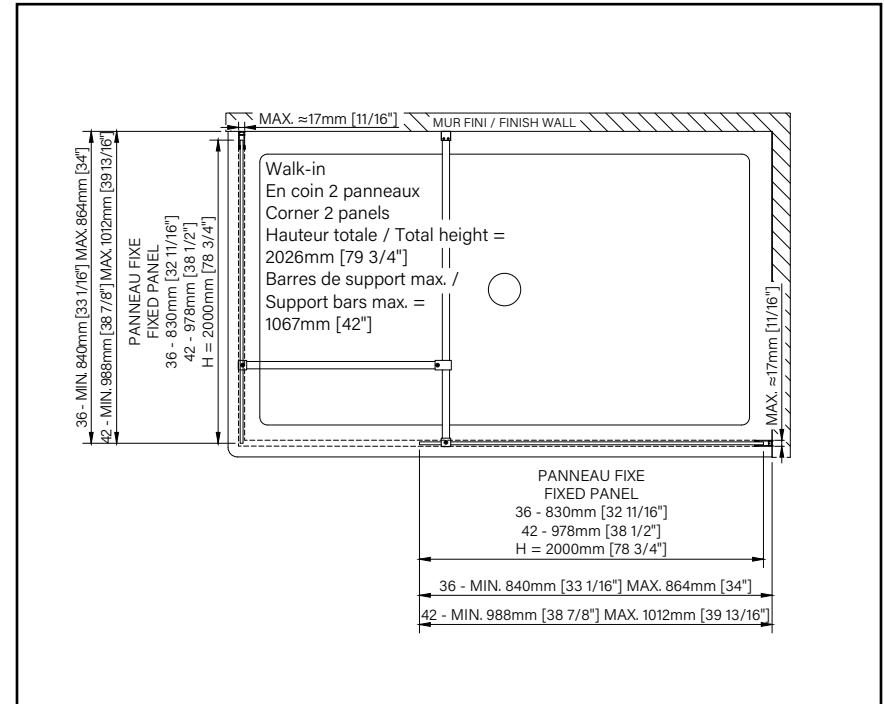 MAX. ≈17mm [11/16"]
MUR FINI / FINISH WALL
36 - MIN. 840mm [33 1/16"] MAX. 864mm [34"]
42 - MIN. 988mm [38 7/8"] MAX. 1012mm [39 13/16"]
PANNEAU FIXE
FIXED PANEL
36 - 830mm [32 11/16"]
42 - 978mm [38 1/2"]
H = 2000mm [78 3/4"]
Walk-in
En coin 2 panneaux
Corner 2 panels
Hauteur totale / Total height =
2026mm [79 3/4"]
Barres de support max. /
Support bars max. =
1067mm [42"]
MAX. ≈17mm [11/16"]
PANNEAU FIXE
FIXED PANEL
36 - 830mm [32 11/16"]
42 - 978mm [38 1/2"]
H = 2000mm [78 3/4"]
36 - MIN. 840mm [33 1/16"] MAX. 864mm [34"]
42 - MIN. 988mm [38 7/8"] MAX. 1012mm [39 13/16"]